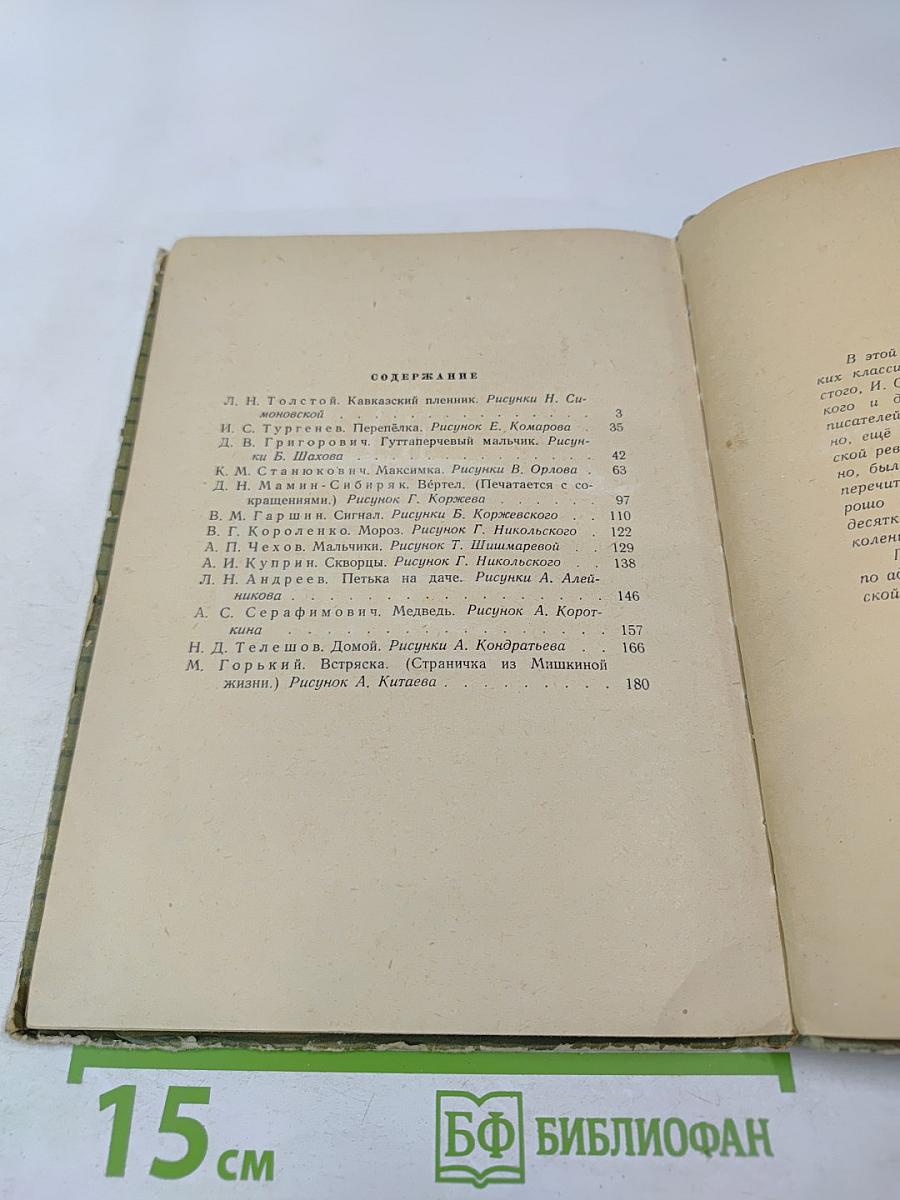 СОДЕРЖАНИЕ
Л. Н. Толстой. Кавказский пленник. Рисунки Н. Си-
моновской . . . . . . . . . . . . . . 3
И. С. Тургенев. Перепёлка. Рисунок Е. Комарова . 35
Д. В. Григорович. Гуттаперчевый мальчик. Рисун-
ки Б. Шахова . . . . . . . . . . . . . 42
К. М. Станюкович. Максимка. Рисунки В. Орлова . 63
Д. Н. Мамин-Сибиряк. Вёртел. (Печатается с со-
кращениями.) Рисунок Г. Коржева . . . . . . . 97
В. М. Гаршин. Сигнал. Рисунки Б. Коржевского . 110
В. Г. Короленко. Мороз. Рисунок Г. Никольского . 122
А. П. Чехов. Мальчики. Рисунок Т. Шишмаревой . . 129
А. И. Куприн. Скворцы. Рисунок Г. Никольского . . 138
Л. Н. Андреев. Петька на даче. Рисунки А. Алей-
никова . . . . . . . . . . . . . . . . 146
А. С. Серафимович. Медведь. Рисунок А. Корот-
кина . . . . . . . . . . . . . . . . 157
Н. Д. Телешов. Домой. Рисунки А. Кондратьева . . 166
М. Горький. Встряска. (Страничка из Мишкиной
жизни.) Рисунок А. Китаева . . . . . . . . . 180
В этой
ких класси
стого, И. С
кого и д
писателей
но, ещё
ской рев
но, был
перечит
рошо
десятк
колен
по ад
ской
15 см
БФ БИБЛИОФАН